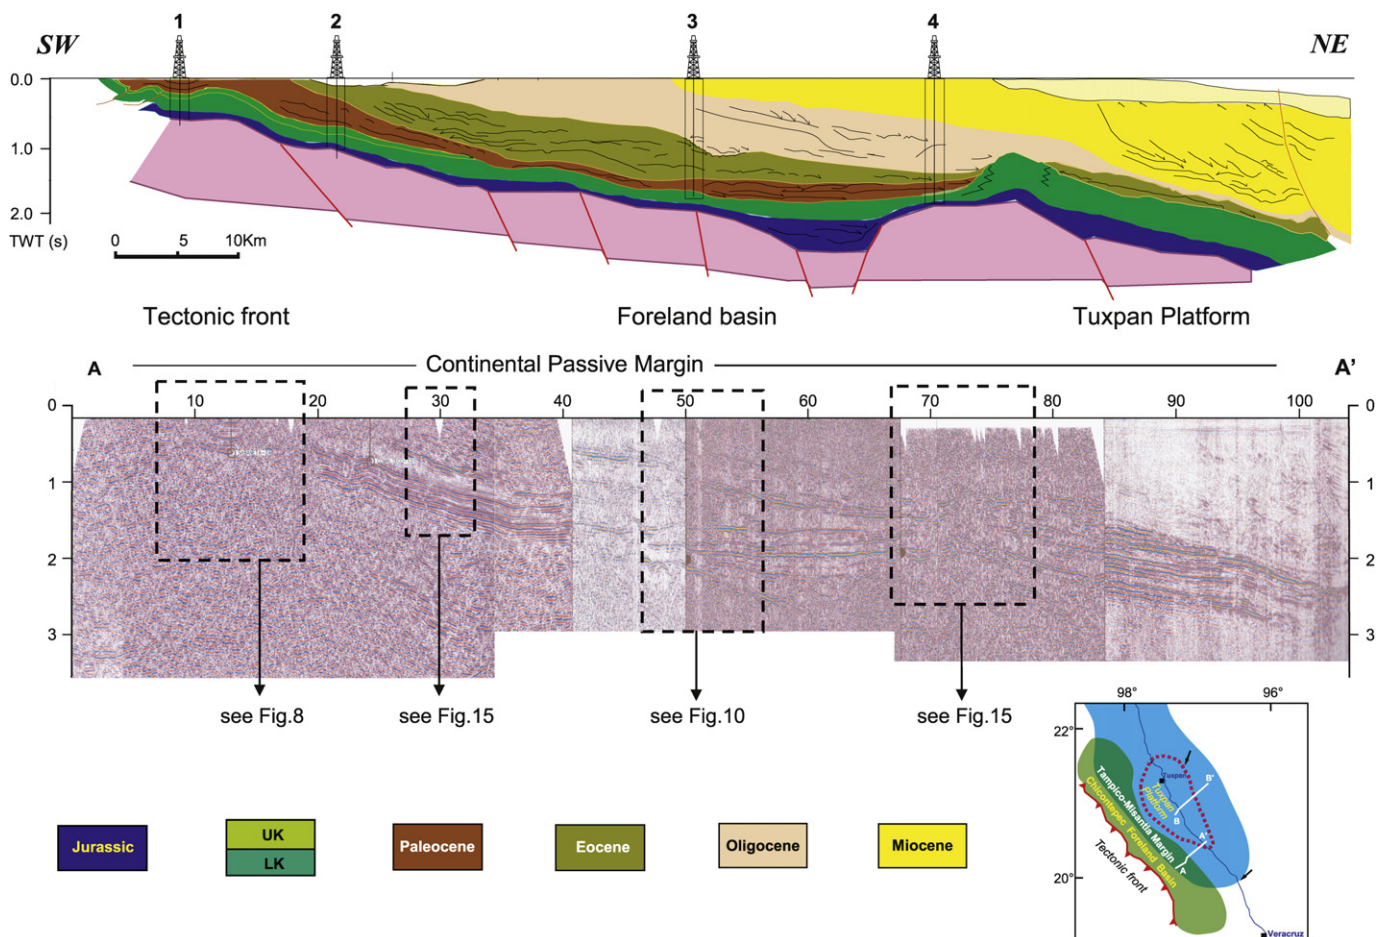 1 2 3 4
SW NE
0.0
1.0
2.0
TWT (s)
0 5 10Km
Tectonic front Foreland basin Tuxpan Platform
A Continental Passive Margin A'
0 10 20 30 40 50 60 70 80 90 100 0
1 1
2 2
3 3
see Fig.8 see Fig.15 see Fig.10 see Fig.15
98° 96°
22°
20°
Tuxpan
Tuxpan Platform
B'
B
A'
A
Tampico-Misantla Margin
Chicontepec Foreland Basin
Tectonic front
Veracruz
Jurassic
UK
LK
Paleocene
Eocene
Oligocene
Miocene